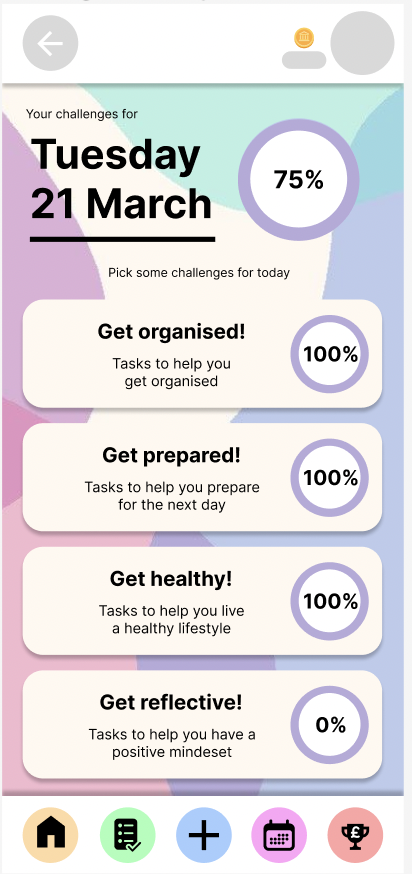 Your challenges for
Tuesday
21 March
75%
Pick some challenges for today
Get organised!
Tasks to help you
get organised
100%
Get prepared!
Tasks to help you prepare
for the next day
100%
Get healthy!
Tasks to help you live
a healthy lifestyle
100%
Get reflective!
Tasks to help you have a
positive mindeset
0%
£